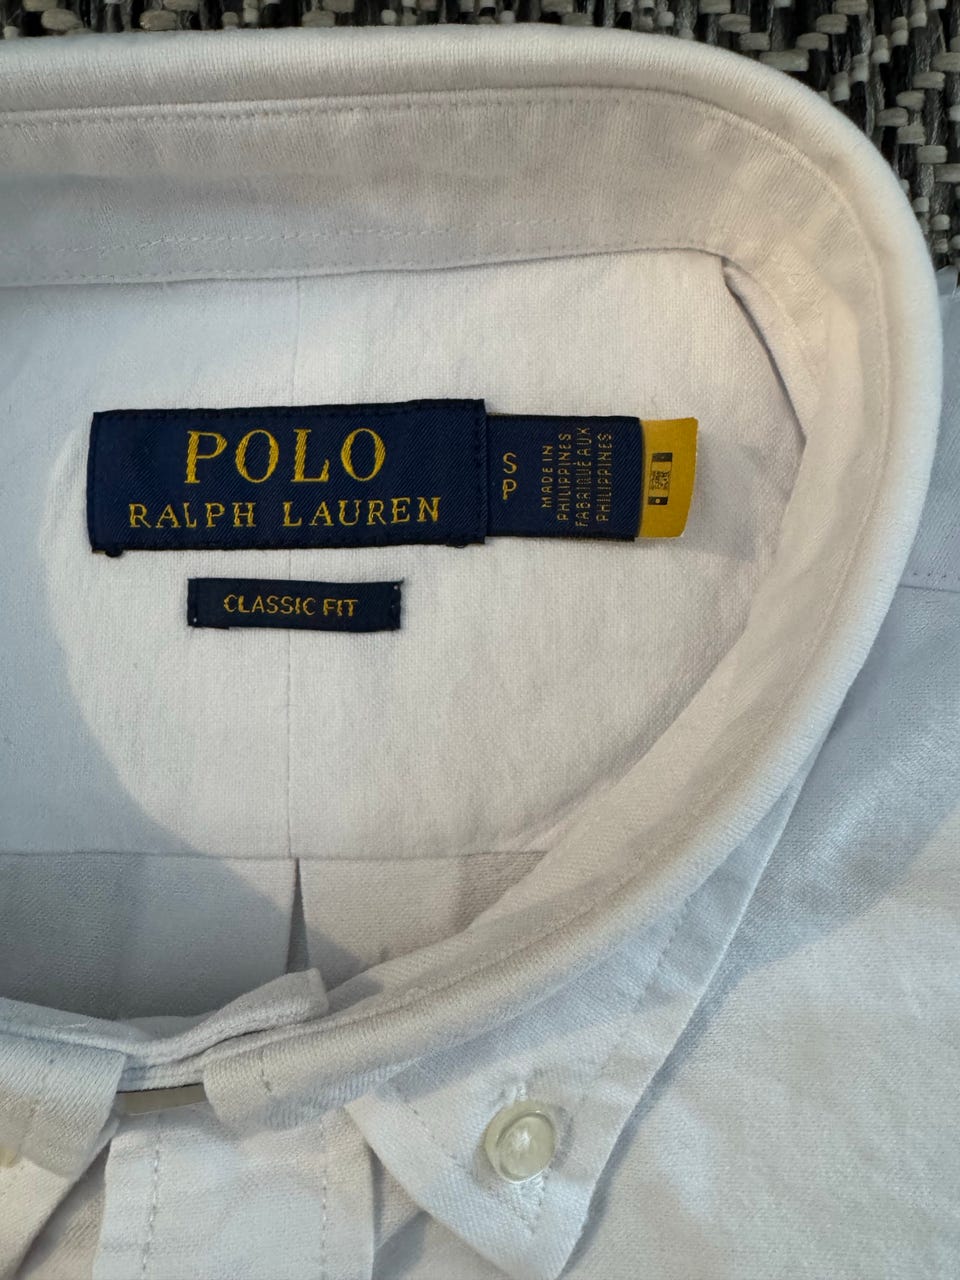 POLO
RALPH LAUREN
S
P
MADE IN
PHILIPPINES
FABRIQUÉ AUX
PHILIPPINES
CLASSIC FIT